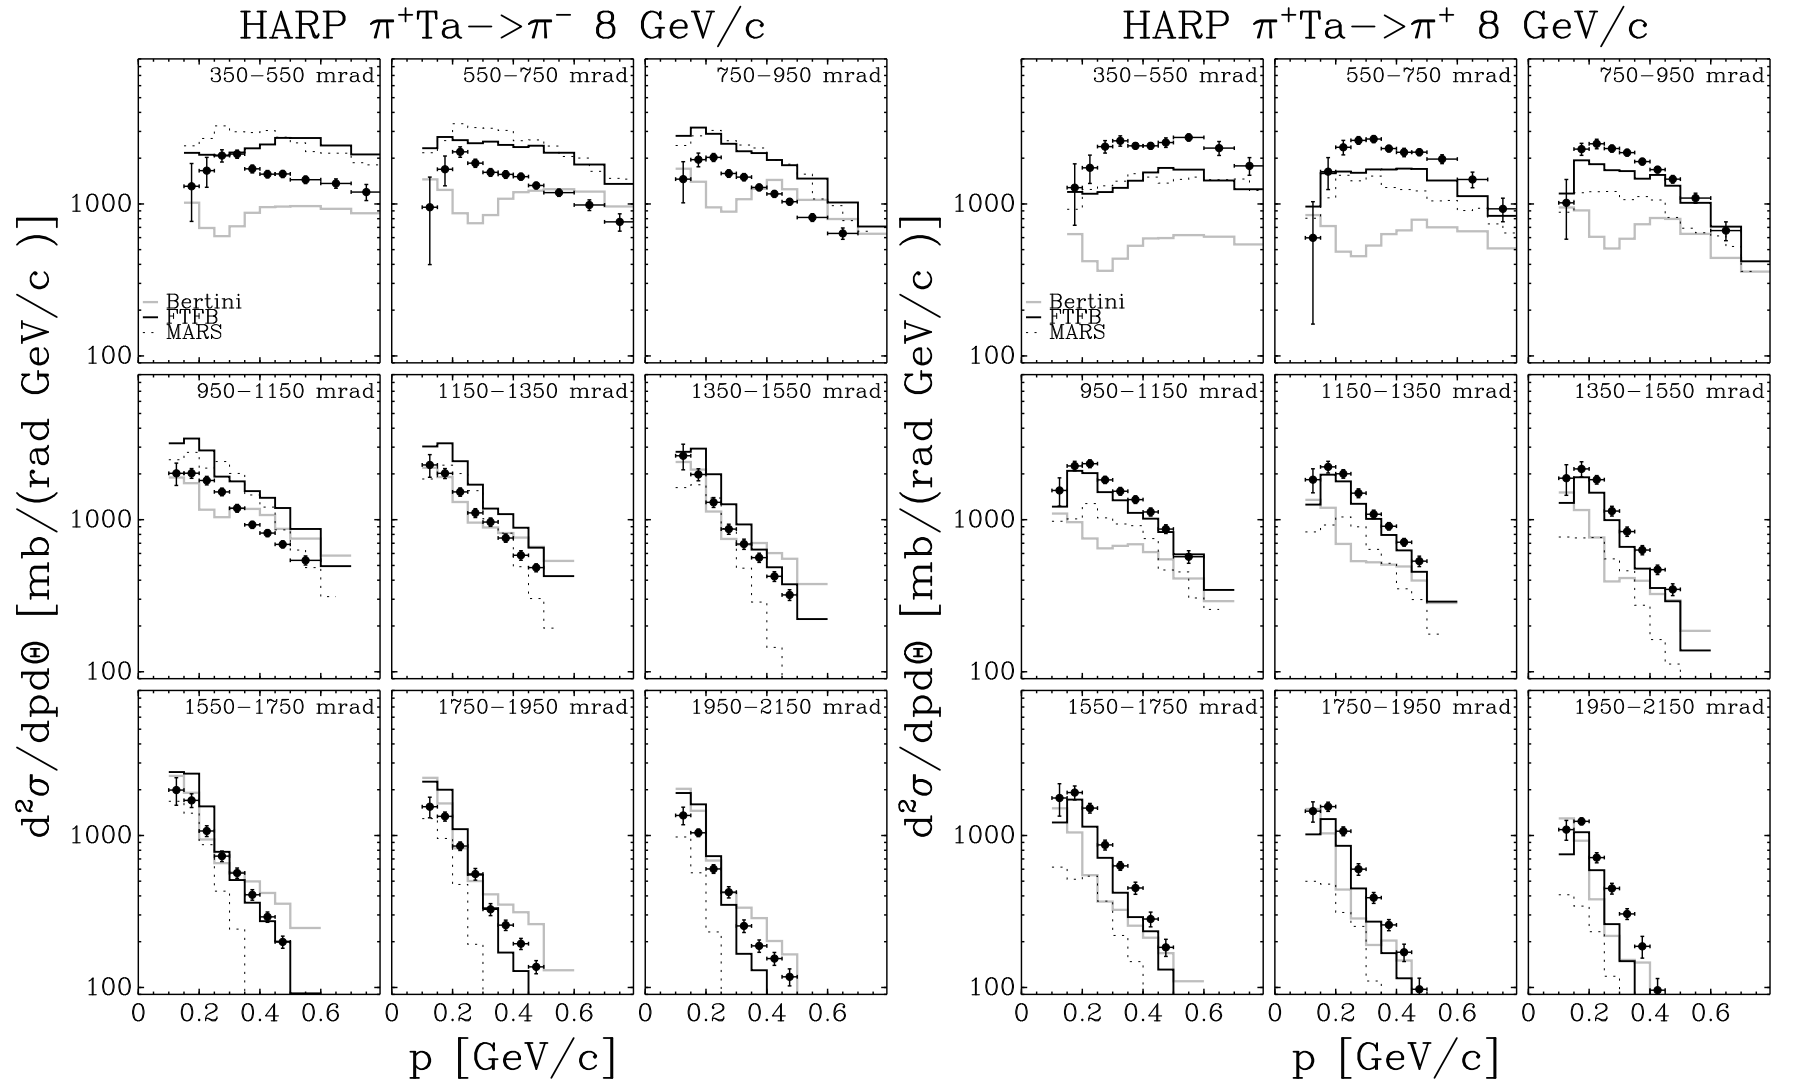 HARP π⁺Ta−>π⁻ 8 GeV/c
350−550 mrad
550−750 mrad
750−950 mrad
1000
Bertini
FTFB
MARS
100
950−1150 mrad
1150−1350 mrad
1350−1550 mrad
1000
100
1550−1750 mrad
1750−1950 mrad
1950−2150 mrad
1000
100
0 0.2 0.4 0.6 0 0.2 0.4 0.6 0 0.2 0.4 0.6
p [GeV/c]
d²σ/dpdΘ [mb/(rad GeV/c )]
HARP π⁺Ta−>π⁺ 8 GeV/c
350−550 mrad
550−750 mrad
750−950 mrad
1000
Bertini
FTFB
MARS
100
950−1150 mrad
1150−1350 mrad
1350−1550 mrad
1000
100
1550−1750 mrad
1750−1950 mrad
1950−2150 mrad
1000
100
0 0.2 0.4 0.6 0 0.2 0.4 0.6 0 0.2 0.4 0.6
p [GeV/c]
d²σ/dpdΘ [mb/(rad GeV/c )]